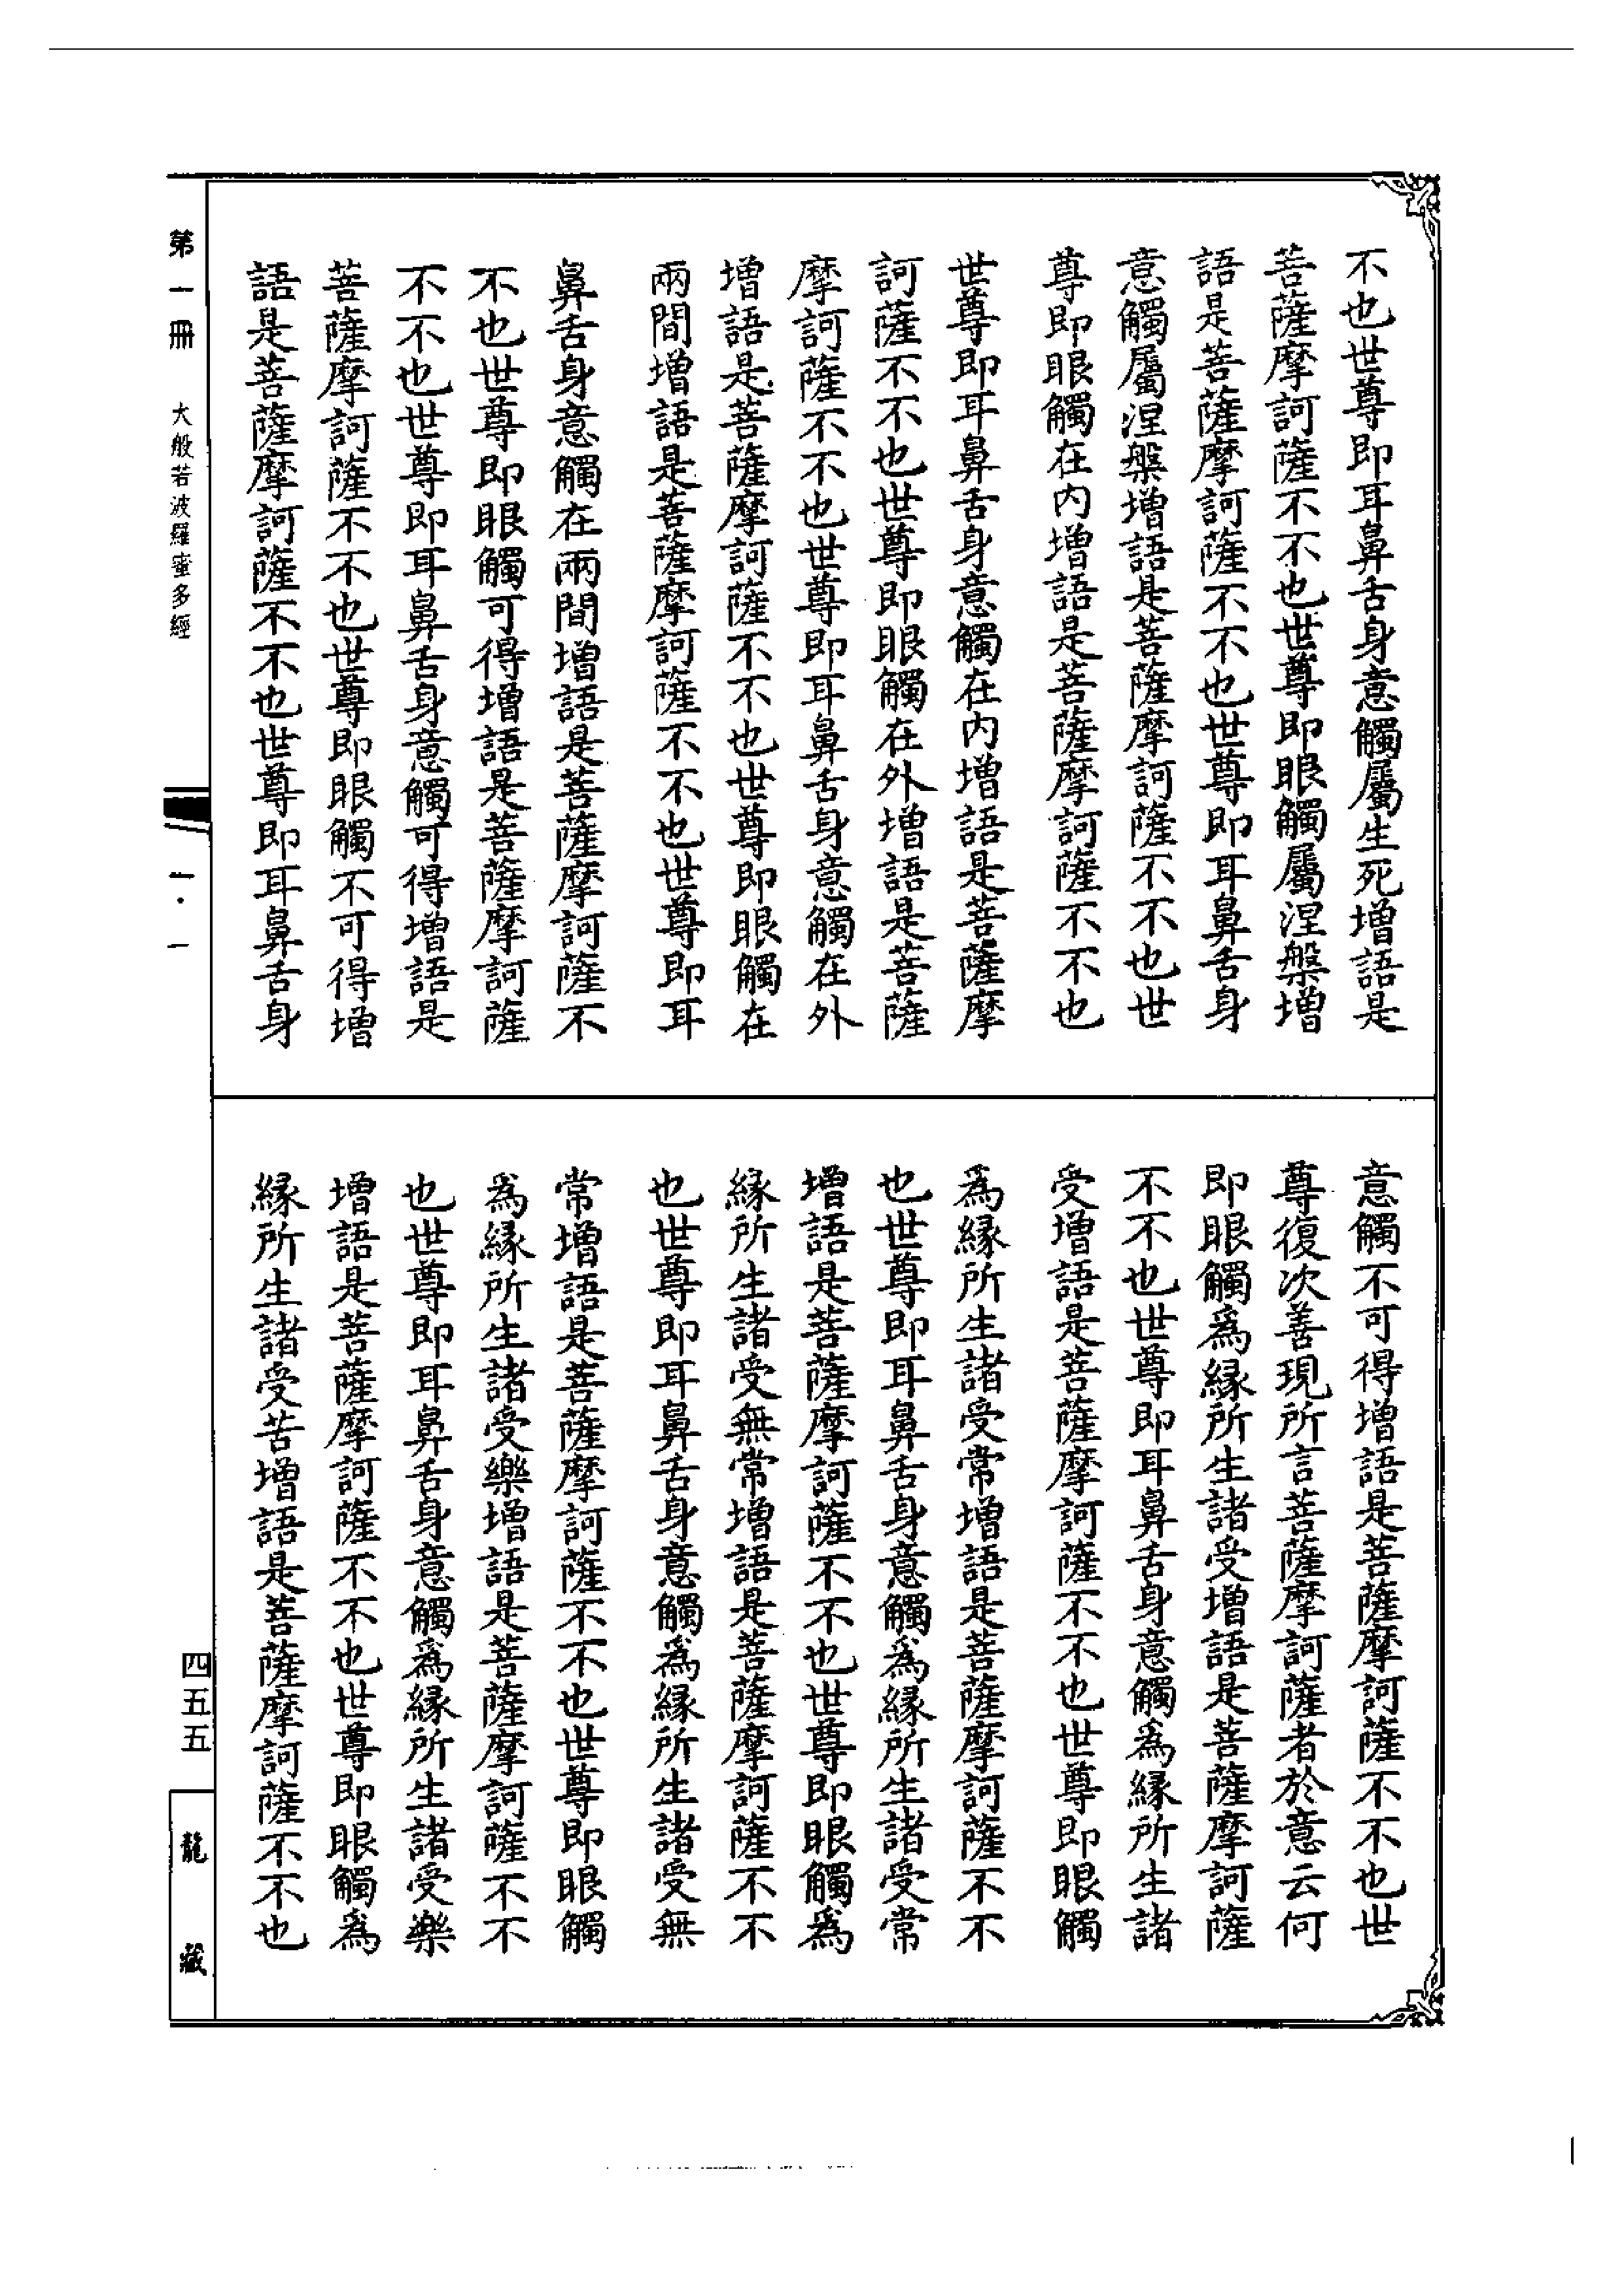 不也世尊即耳鼻舌身意觸屬生死增語是
菩薩摩訶薩不不也世尊即眼觸屬涅槃增
語是菩薩摩訶薩不不也世尊即耳鼻舌身
意觸屬涅槃增語是菩薩摩訶薩不不也世
尊即眼觸在内增語是菩薩摩訶薩不不也
世尊即耳鼻舌身意觸在内增語是菩薩摩
訶薩不不也世尊即眼觸在外增語是菩薩
摩訶薩不不也世尊即耳鼻舌身意觸在外
增語是菩薩摩訶薩不不也世尊即眼觸在
兩間增語是菩薩摩訶薩不不也世尊即耳
鼻舌身意觸在兩間增語是菩薩摩訶薩不
不也世尊即眼觸可得增語是菩薩摩訶薩
不不也世尊即耳鼻舌身意觸可得增語是
菩薩摩訶薩不不也世尊即眼觸不可得增
語是菩薩摩訶薩不不也世尊即耳鼻舌身
意觸不可得增語是菩薩摩訶薩不不也世
尊復次善現所言菩薩摩訶薩者於意云何
即眼觸爲緣所生諸受增語是菩薩摩訶薩
不不也世尊即耳鼻舌身意觸爲緣所生諸
受增語是菩薩摩訶薩不不也世尊即眼觸
爲緣所生諸受常增語是菩薩摩訶薩不不
也世尊即耳鼻舌身意觸爲緣所生諸受常
增語是菩薩摩訶薩不不也世尊即眼觸爲
緣所生諸受無常增語是菩薩摩訶薩不不
也世尊即耳鼻舌身意觸爲緣所生諸受無
常增語是菩薩摩訶薩不不也世尊即眼觸
爲緣所生諸受樂增語是菩薩摩訶薩不不
也世尊即耳鼻舌身意觸爲緣所生諸受樂
增語是菩薩摩訶薩不不也世尊即眼觸爲
緣所生諸受苦增語是菩薩摩訶薩不不也
第一冊 大般若波羅蜜多經
一·一
四五五
龍藏